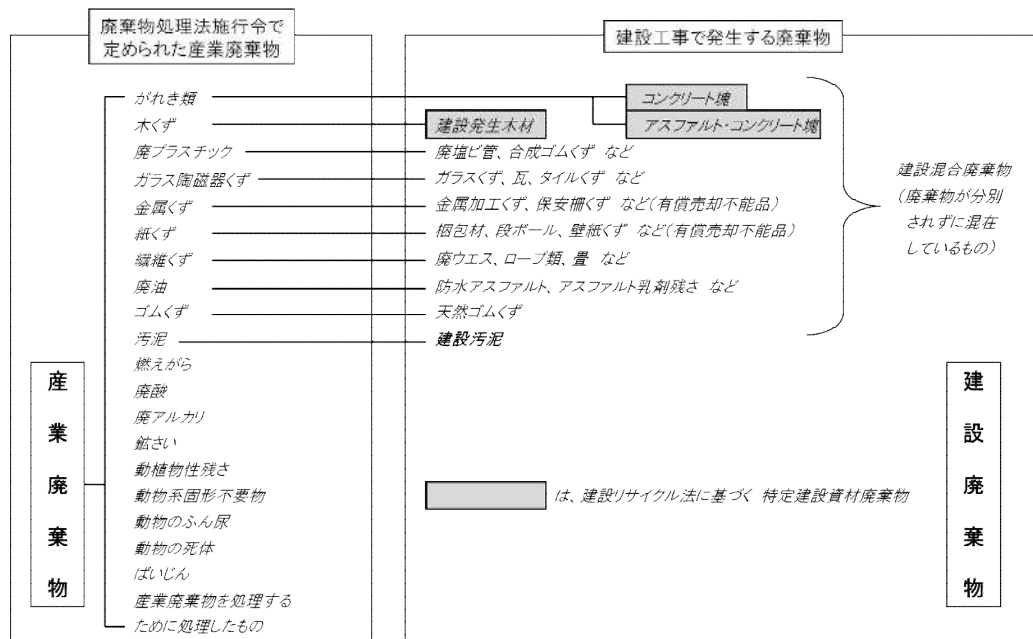 廃棄物処理法施行令で
定められた産業廃棄物
建設工事で発生する廃棄物
がれき類
コンクリート塊
木くず
建設発生木材
アスファルト・コンクリート塊
廃プラスチック
廃塩ビ管、合成ゴムくず など
ガラス陶磁器くず
ガラスくず、瓦、タイルくず など
金属くず
金属加工くず、保安柵くず など(有償売却不能品)
紙くず
梱包材、段ボール、壁紙くず など(有償売却不能品)
繊維くず
廃ウエス、ロープ類、畳 など
廃油
防水アスファルト、アスファルト乳剤残さ など
ゴムくず
天然ゴムくず
汚泥
建設汚泥
燃えがら
廃酸
廃アルカリ
鉱さい
動植物性残さ
動物系固形不要物
動物のふん尿
動物の死体
ばいじん
産業廃棄物を処理する
ために処理したもの
建設混合廃棄物
(廃棄物が分別
されずに混在
しているもの)
産業廃棄物
は、建設リサイクル法に基づく 特定建設資材廃棄物
建設廃棄物